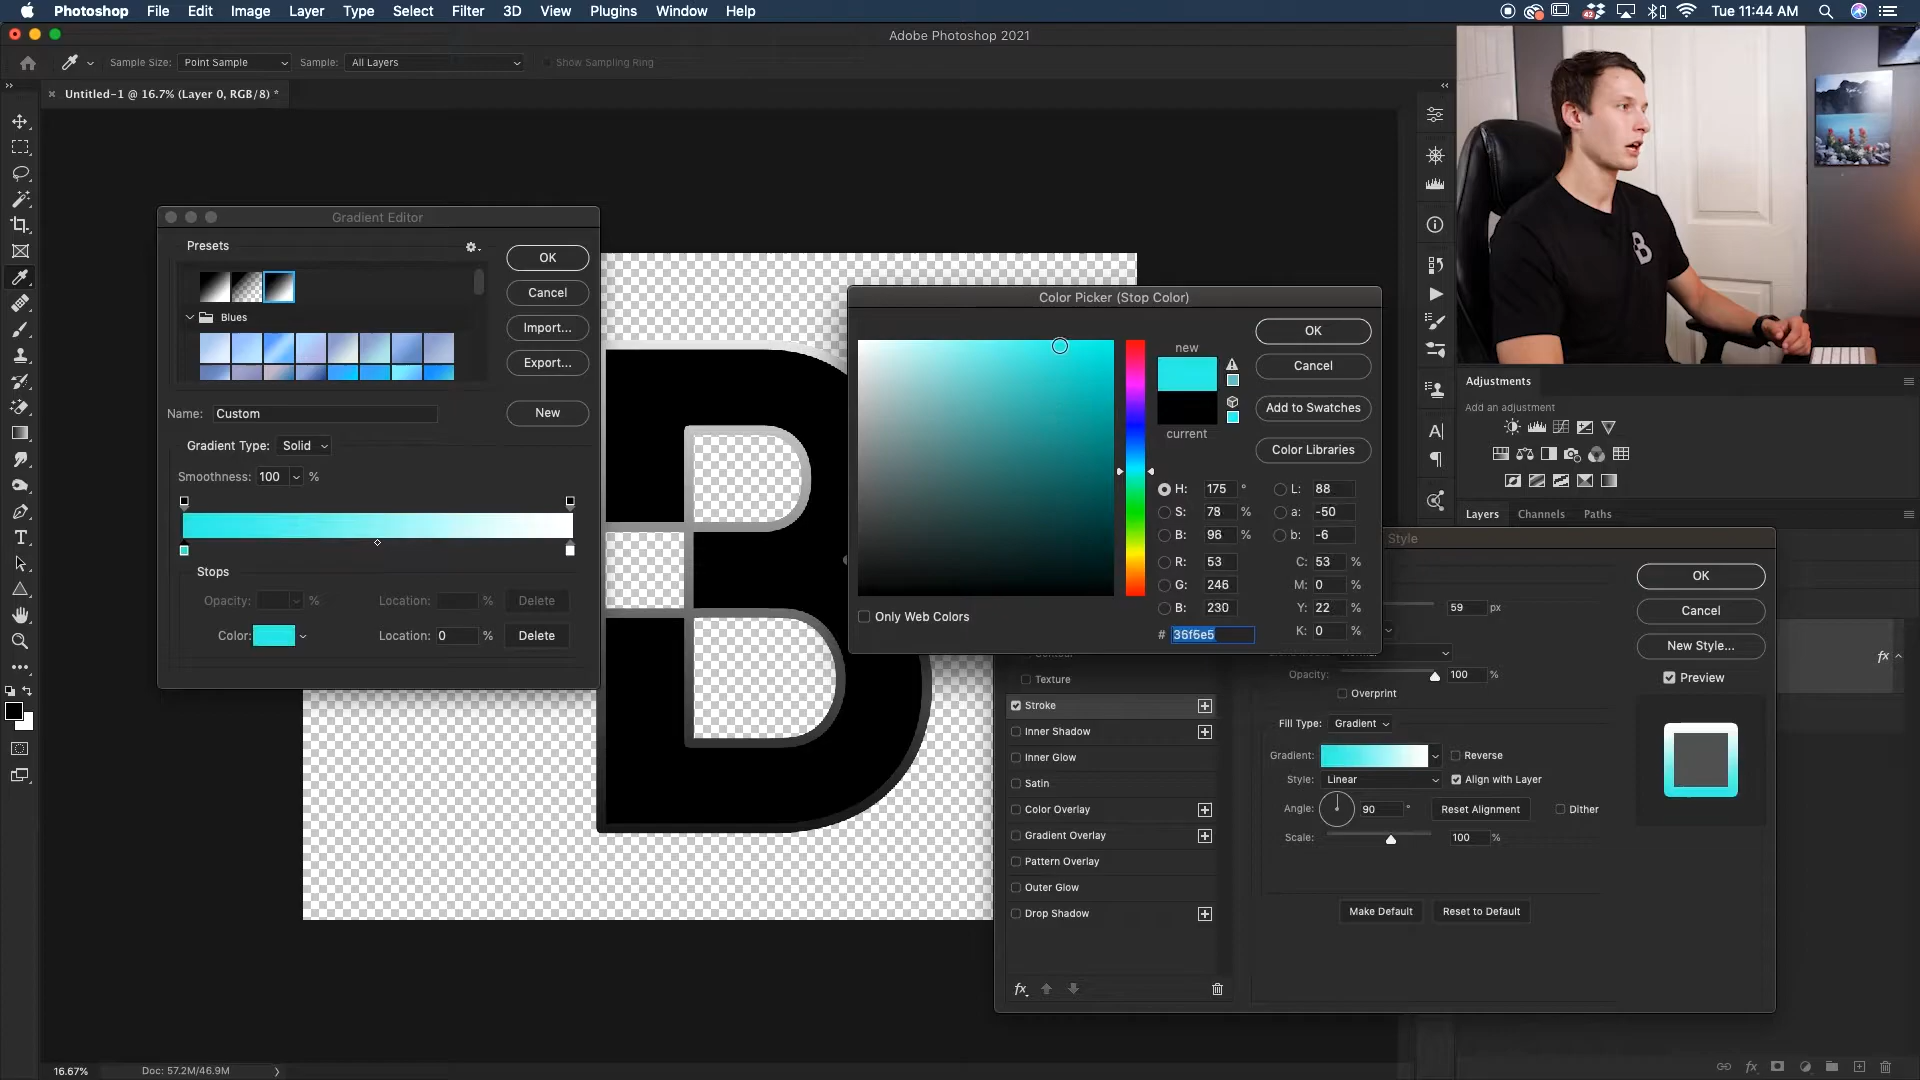 Photoshop File Edit Image Layer Type Select Filter 3D View Plugins Window Help
42 Tue 11:44 AM
Adobe Photoshop 2021
Sample Size: Point Sample Sample: All Layers Show Sampling Ring
Untitled-1 @ 16.7% (Layer 0, RGB/8) *
Gradient Editor
Presets
OK
Cancel
Blues
Import...
Export...
Name: Custom
New
Gradient Type: Solid
Smoothness: 100 %
Stops
Opacity: % Location: % Delete
Color: Location: 0 % Delete
B
Color Picker (Stop Color)
new
current
OK
Cancel
Add to Swatches
Color Libraries
H: 175 ° L: 88
S: 78 % a: -50
B: 96 % b: -6
R: 53 C: 53 %
G: 246 M: 0 %
B: 230 Y: 22 %
# 36f6e5 K: 0 %
Only Web Colors
B
Adjustments
Add an adjustment
Layers Channels Paths
Style
OK
59 px
Cancel
New Style...
Opacity: 100 %
Preview
Overprint
Texture
Stroke
Inner Shadow
Inner Glow
Satin
Color Overlay
Gradient Overlay
Pattern Overlay
Outer Glow
Drop Shadow
Fill Type: Gradient
Gradient: Reverse
Style: Linear Align with Layer
Angle: 90 ° Reset Alignment Dither
Scale: 100 %
Make Default Reset to Default
fx
fx
fx
16.67% Doc: 57.2M/46.9M